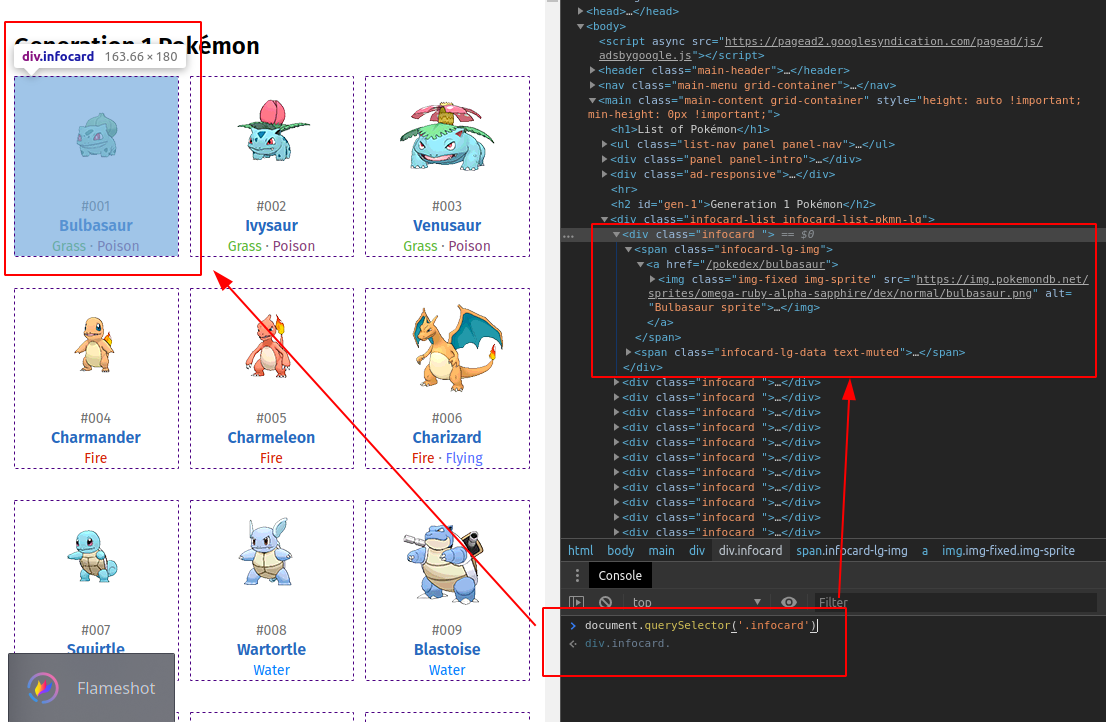 Generation 1 Pokémon
div.infocard 163.66 × 180
#001
Bulbasaur
Grass · Poison
#002
Ivysaur
Grass · Poison
#003
Venusaur
Grass · Poison
#004
Charmander
Fire
#005
Charmeleon
Fire
#006
Charizard
Fire · Flying
#007
Squirtle
#008
Wartortle
Water
#009
Blastoise
Water
Flameshot
<head>…</head>
<body>
<script async src="https://pagead2.googlesyndication.com/pagead/js/
adsbygoogle.js"></script>
<header class="main-header">…</header>
<nav class="main-menu grid-container">…</nav>
<main class="main-content grid-container" style="height: auto !important;
min-height: 0px !important;">
<h1>List of Pokémon</h1>
<ul class="list-nav panel panel-nav">…</ul>
<div class="panel panel-intro">…</div>
<div class="ad-responsive">…</div>
<hr>
<h2 id="gen-1">Generation 1 Pokémon</h2>
<div class="infocard-list infocard-list-pkmn-lg">
… <div class="infocard "> == $0
<span class="infocard-lg-img">
<a href="/pokedex/bulbasaur">
<img class="img-fixed img-sprite" src="https://img.pokemondb.net/
sprites/omega-ruby-alpha-sapphire/dex/normal/bulbasaur.png" alt=
"Bulbasaur sprite">…</img>
</a>
</span>
<span class="infocard-lg-data text-muted">…</span>
</div>
<div class="infocard ">…</div>
<div class="infocard ">…</div>
<div class="infocard ">…</div>
<div class="infocard ">…</div>
<div class="infocard ">…</div>
<div class="infocard ">…</div>
<div class="infocard ">…</div>
<div class="infocard ">…</div>
<div class="infocard ">…</div>
<div class="infocard ">…</div>
<div class="infocard ">…</div>
html body main div div.infocard span.infocard-lg-img a img.img-fixed.img-sprite
Console
top Filter
> document.querySelector('.infocard')
div.infocard.